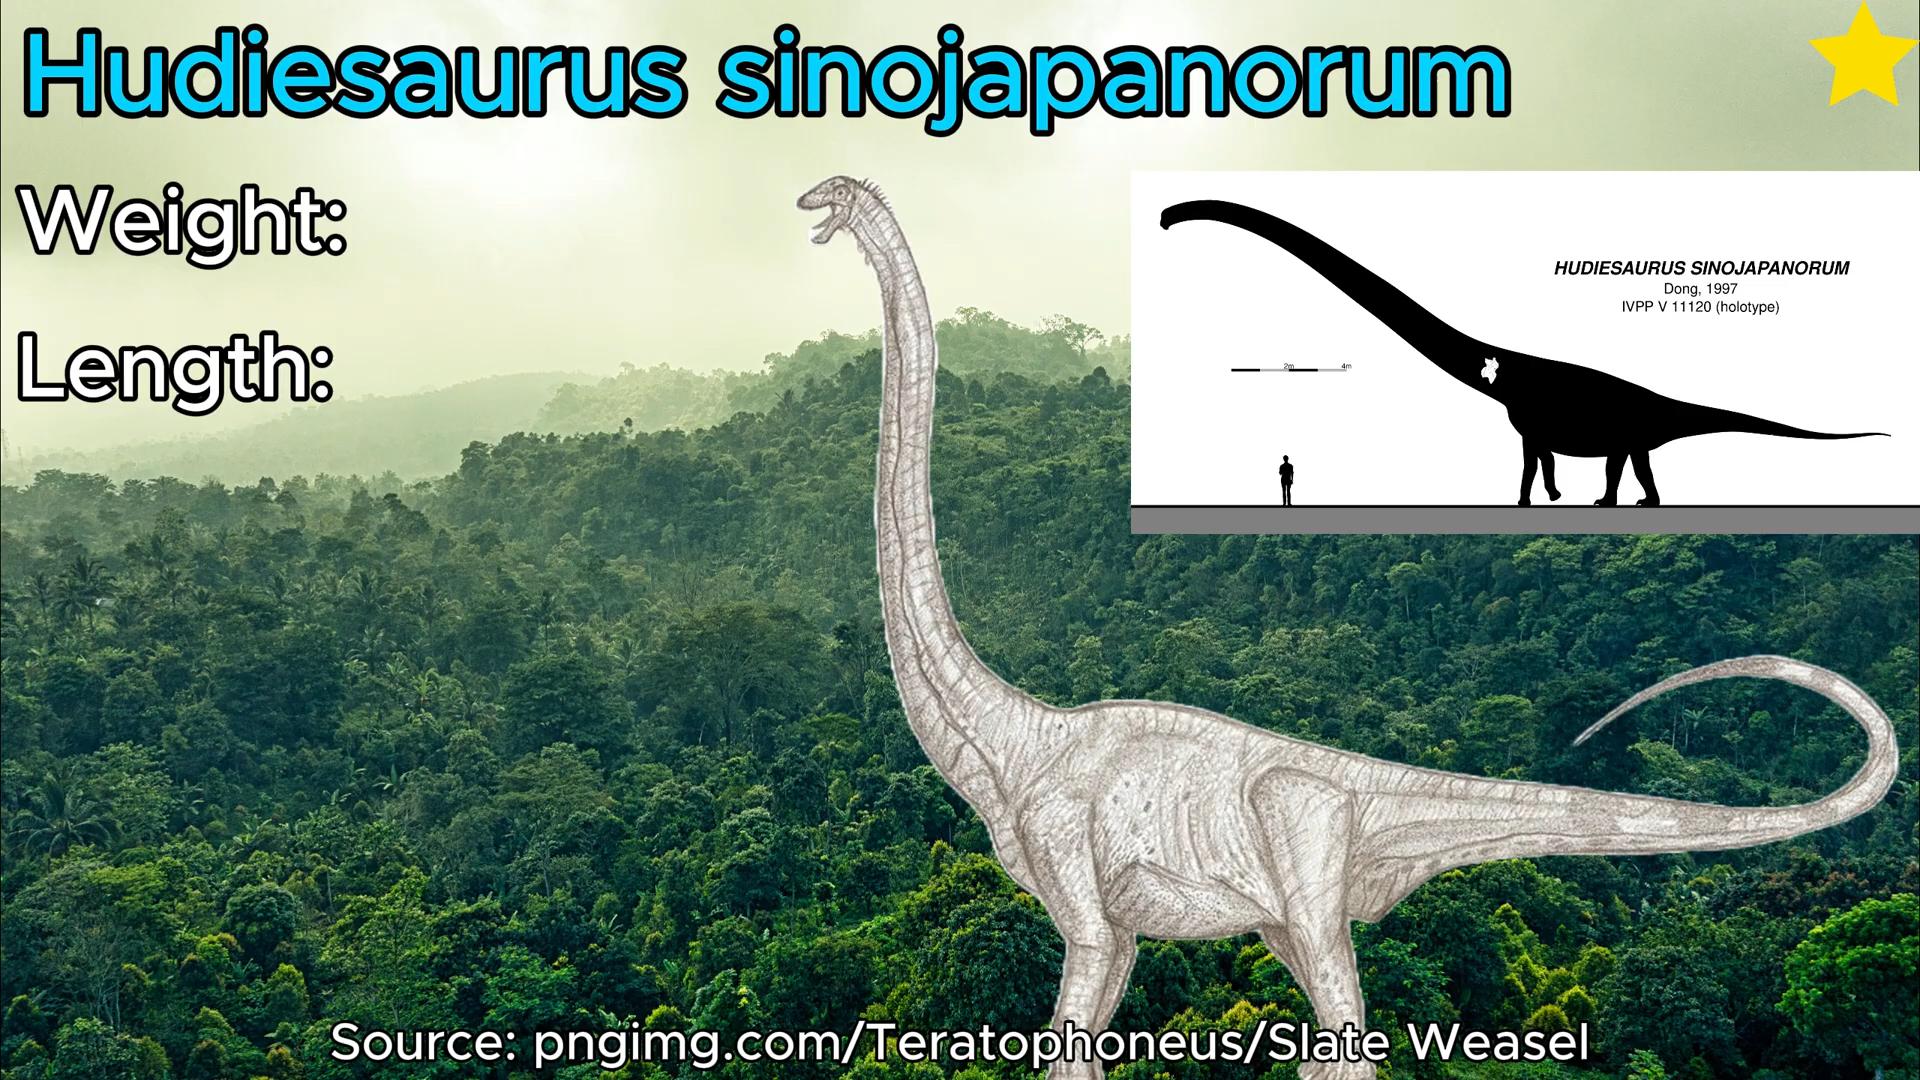 Hudiesaurus sinojapanorum
Weight:
Length:
HUDIESAURUS SINOJAPANORUM
Dong, 1997
IVPP V 11120 (holotype)
2m 4m
Source: pngimg.com/Teratophoneus/Slate Weasel